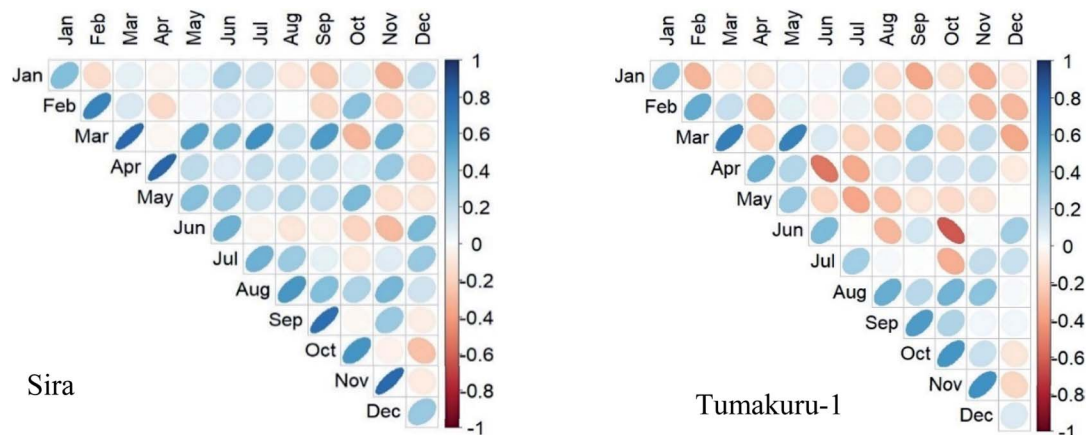 Jan Feb Mar Apr May Jun Jul Aug Sep Oct Nov Dec
Jan
Feb
Mar
Apr
May
Jun
Jul
Aug
Sep
Oct
Nov
Dec
1
0.8
0.6
0.4
0.2
0
-0.2
-0.4
-0.6
-0.8
-1
Sira
Jan Feb Mar Apr May Jun Jul Aug Sep Oct Nov Dec
Jan
Feb
Mar
Apr
May
Jun
Jul
Aug
Sep
Oct
Nov
Dec
1
0.8
0.6
0.4
0.2
0
-0.2
-0.4
-0.6
-0.8
-1
Tumakuru-1